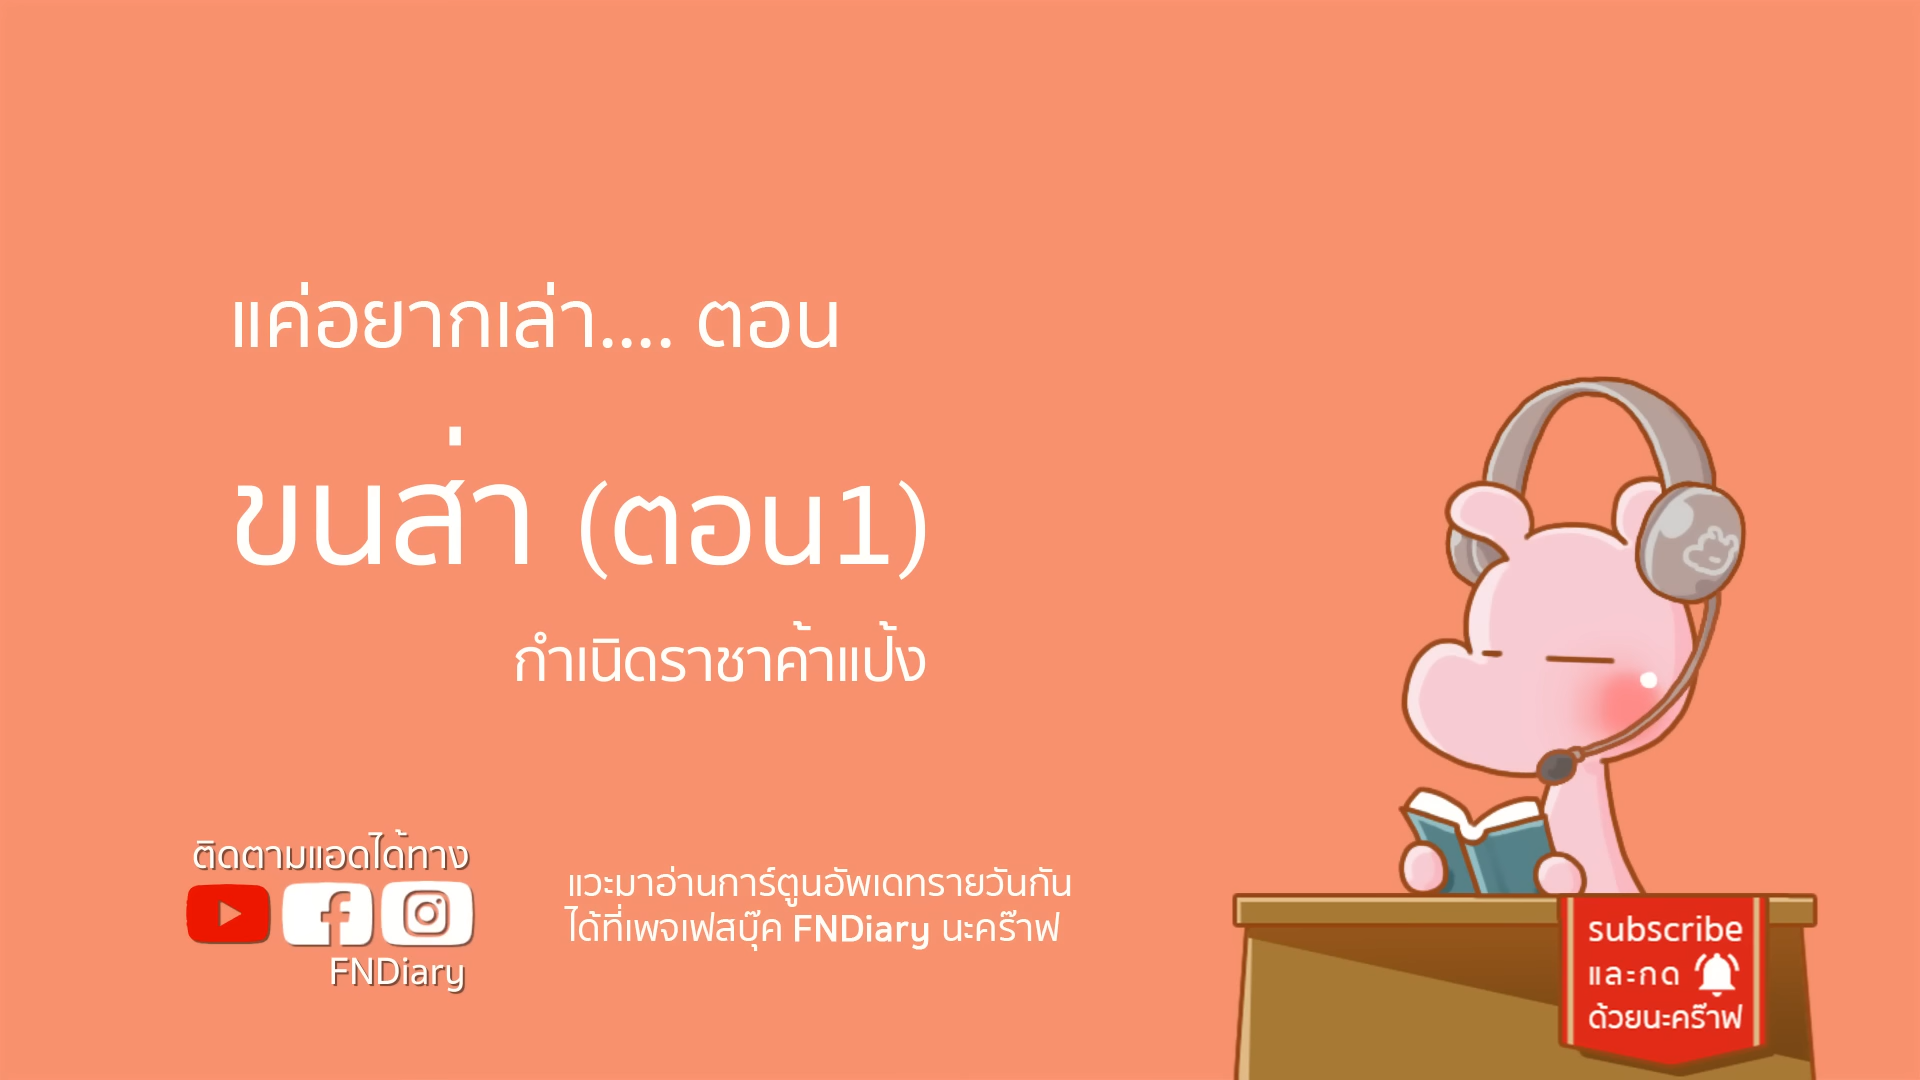 แค่อยากเล่า.... ตอน
ขนส่า (ตอน1)
กำเนิดราชาค้าแป้ง
ติดตามแอดได้ทาง
FNDiary
แวะมาอ่านการ์ตูนอัพเดทรายวันกัน
ได้ที่เพจเฟสบุ๊ค FNDiary นะคร๊าฟ
subscribe
และกด
ด้วยนะคร๊าฟ